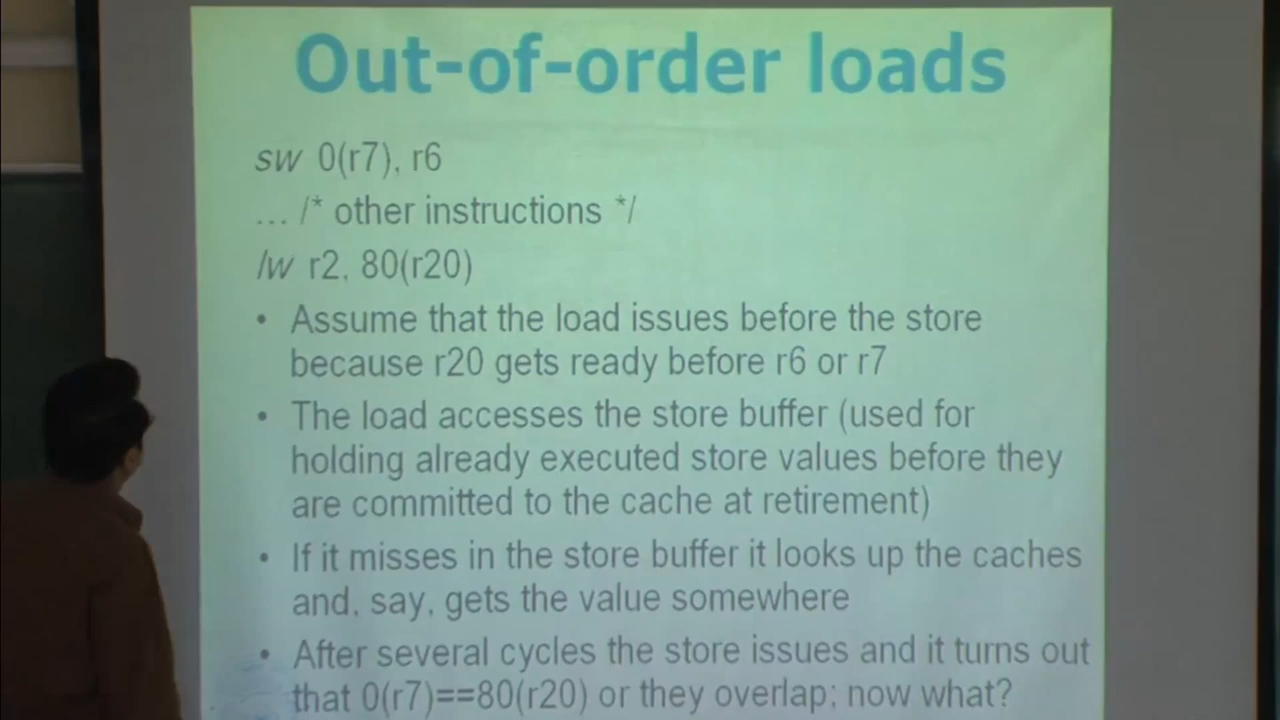 Out-of-order loads
sw 0(r7), r6
... /* other instructions */
lw r2, 80(r20)
• Assume that the load issues before the store
because r20 gets ready before r6 or r7
• The load accesses the store buffer (used for
holding already executed store values before they
are committed to the cache at retirement)
• If it misses in the store buffer it looks up the caches
and, say, gets the value somewhere
• After several cycles the store issues and it turns out
that 0(r7)==80(r20) or they overlap; now what?